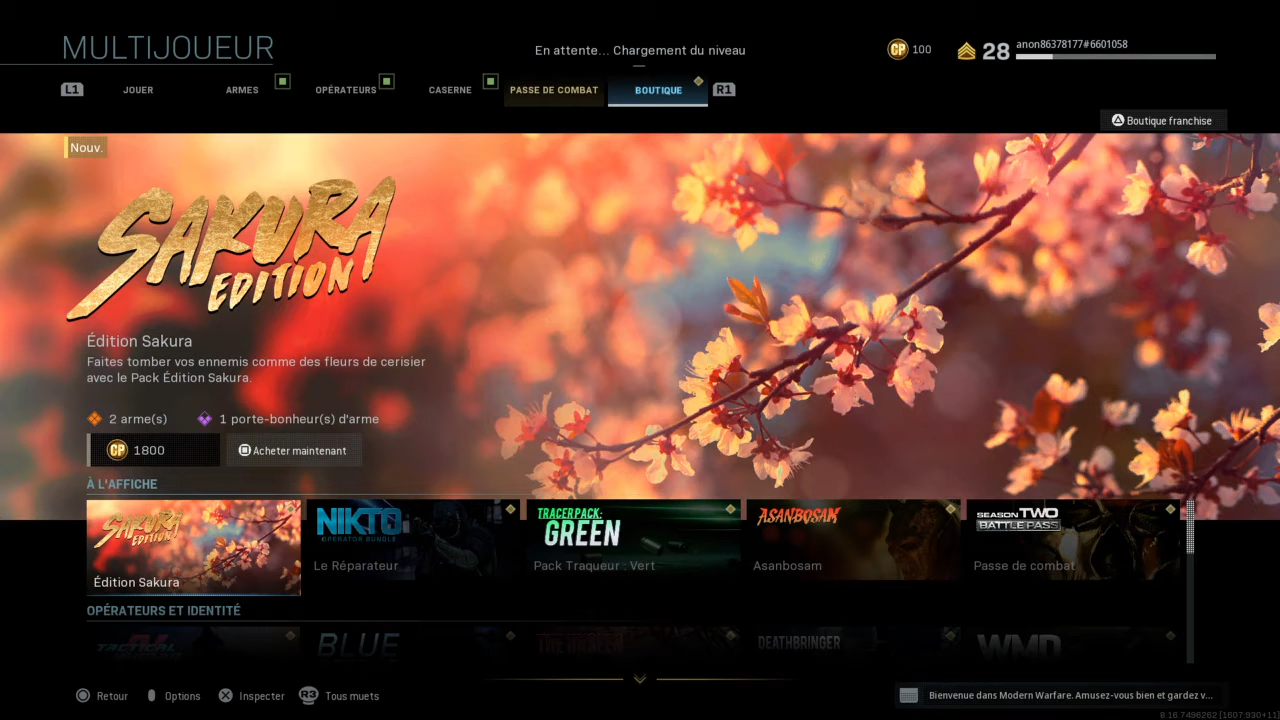 MULTIJOUEUR
En attente... Chargement du niveau
CP 100
28
anon86378177#6601058
L1
JOUER
ARMES
OPÉRATEURS
CASERNE
PASSE DE COMBAT
BOUTIQUE
R1
Boutique franchise
Nouv.
SAKURA
EDITION
Édition Sakura
Faites tomber vos ennemis comme des fleurs de cerisier
avec le Pack Édition Sakura.
2 arme(s)
1 porte-bonheur(s) d'arme
CP 1800
Acheter maintenant
À L'AFFICHE
SAKURA
EDITION
Édition Sakura
NIKTO
OPERATOR BUNDLE
Le Réparateur
TRACER PACK:
GREEN
Pack Traqueur : Vert
ASANBOSAM
Asanbosam
SEASON TWO
BATTLE PASS
Passe de combat
OPÉRATEURS ET IDENTITÉ
TACTICAL
BLUE
DEATHBRINGER
WMD
Retour
Options
Inspecter
R3 Tous muets
Bienvenue dans Modern Warfare. Amusez-vous bien et gardez v...